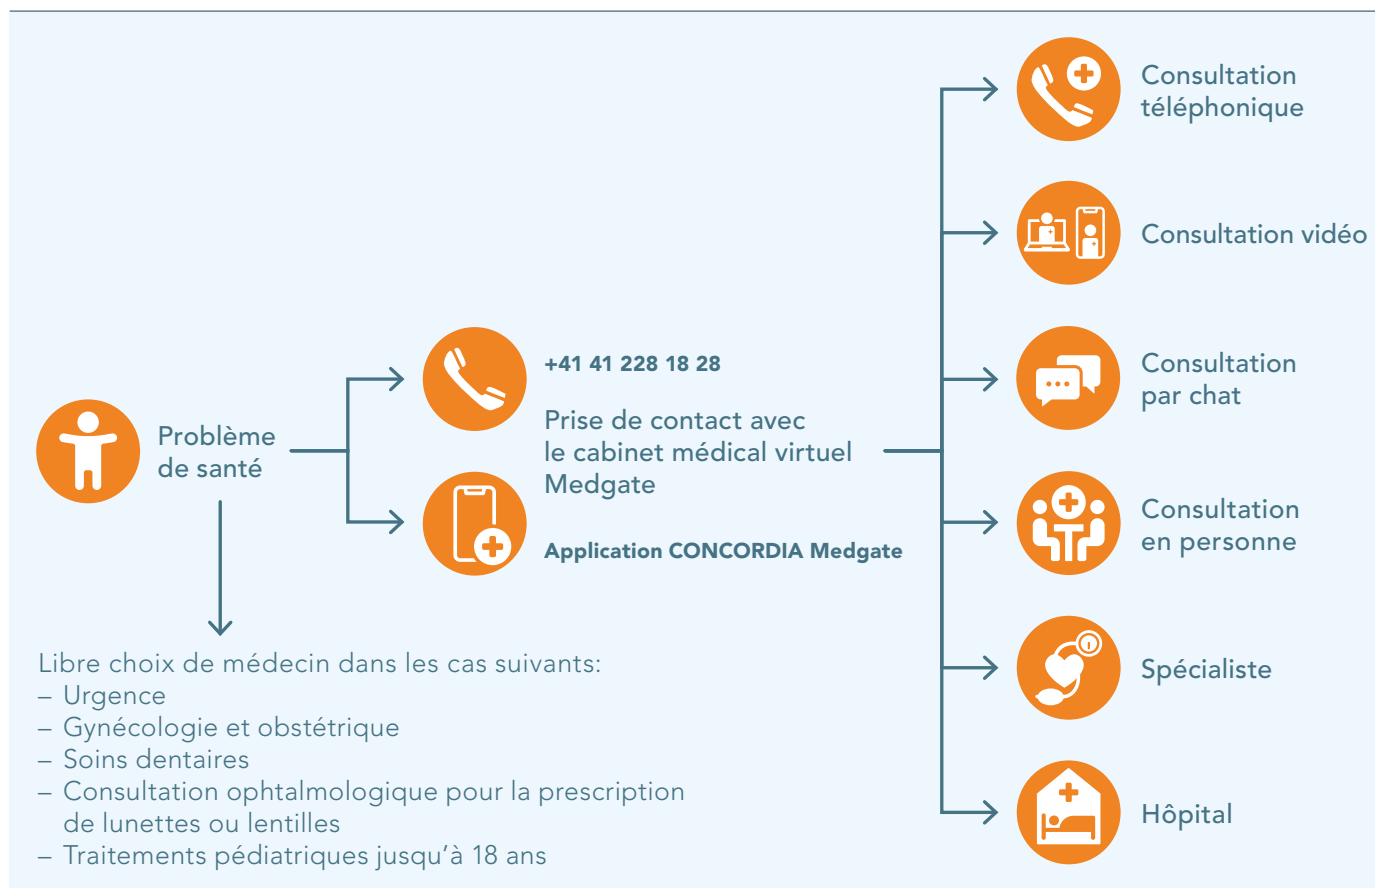 Problème
de santé
Libre choix de médecin dans les cas suivants:
– Urgence
– Gynécologie et obstétrique
– Soins dentaires
– Consultation ophtalmologique pour la prescription
de lunettes ou lentilles
– Traitements pédiatriques jusqu’à 18 ans
+41 41 228 18 28
Prise de contact avec
le cabinet médical virtuel
Medgate
Application CONCORDIA Medgate
Consultation
téléphonique
Consultation vidéo
Consultation
par chat
Consultation
en personne
Spécialiste
Hôpital